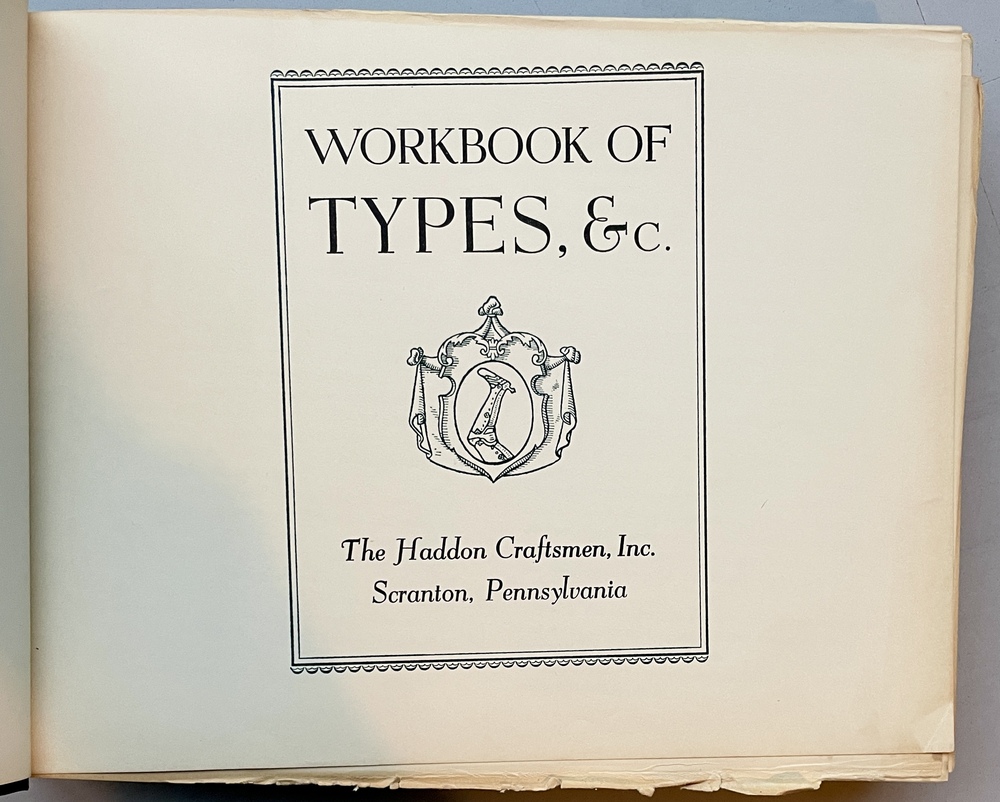 WORKBOOK OF
TYPES, &c.
The Haddon Craftsmen, Inc.
Scranton, Pennsylvania